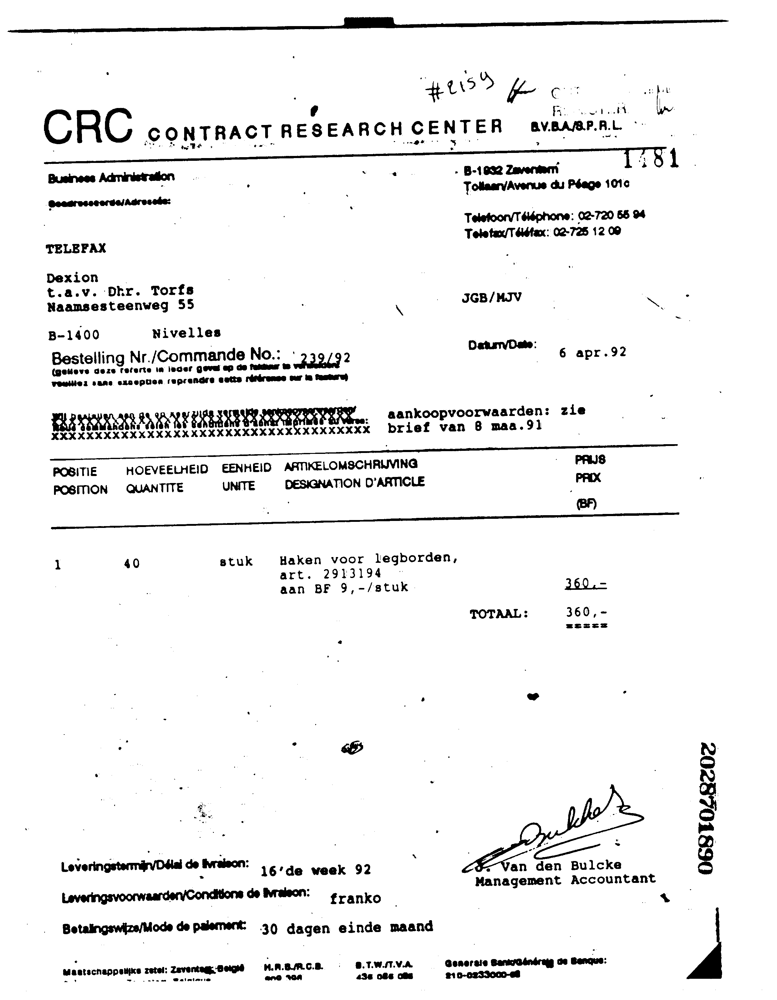 #2159
CRC CONTRACT RESEARCH CENTER B.V.B.A./S.P.R.L.
1481
Business Administration
B-1932 Zaventem
Tollaan/Avenue du Péage 101c
Geadresseerde/Adressée:
Telefoon/Téléphone: 02-720 55 94
Telefax/Téléfax: 02-725 12 09
TELEFAX
Dexion
t.a.v. Dhr. Torfs
Naamsesteenweg 55
JGB/MJV
B-1400 Nivelles
Bestelling Nr./Commande No.: 239/92
Datum/Date: 6 apr.92
(gelieve deze referte in ieder geval op de faktuur te vermelden)
veuillez sans exception reprendre cette référence sur la facture)
aankoopvoorwaarden: zie
xxxxxxxxxxxxxxxxxxxxxxxxxxxxxxxxxxxxx brief van 8 maa.91
POSITIE HOEVEELHEID EENHEID ARTIKELOMSCHRIJVING PRIJS
POSITION QUANTITE UNITE DESIGNATION D'ARTICLE PRIX
(BF)
1 40 stuk Haken voor legborden,
art. 2913194
aan BF 9,-/stuk 360,-
TOTAAL: 360,-
=====
2028701890
Leveringstermijn/Délai de livraison: 16'de week 92
J. Van den Bulcke
Management Accountant
Leveringsvoorwaarden/Conditions de livraison: franko
Betalingswijze/Mode de paiement: 30 dagen einde maand
Maatschappelijke zetel: Zaventem-België H.R.B./R.C.B. B.T.W./T.V.A. Generale Bank/Générale de Banque:
436 086 086 210-0233000-